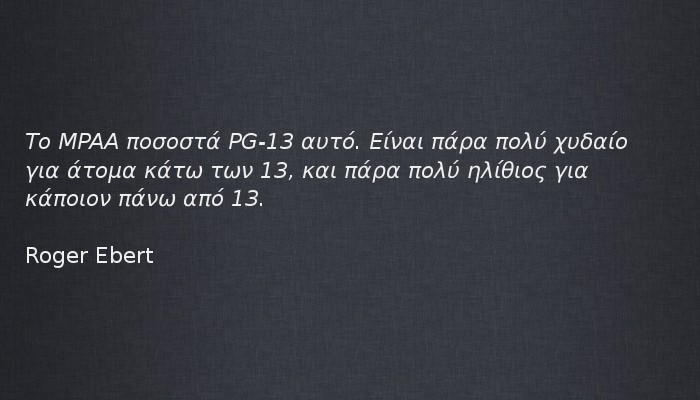 Το MPAA ποσοστά PG-13 αυτό. Είναι πάρα πολύ χυδαίο
για άτομα κάτω των 13, και πάρα πολύ ηλίθιος για
κάποιον πάνω από 13.
Roger Ebert